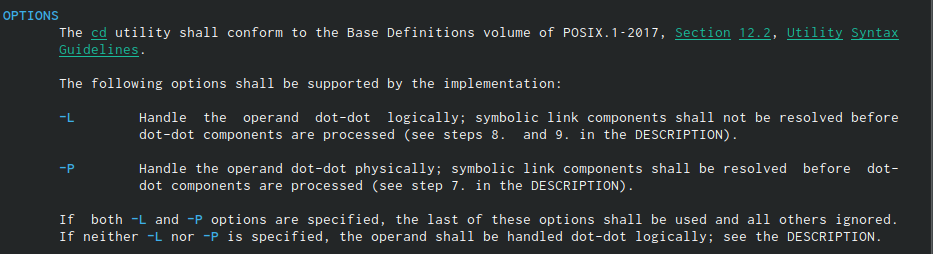 OPTIONS
The cd utility shall conform to the Base Definitions volume of POSIX.1-2017, Section 12.2, Utility Syntax
Guidelines.
The following options shall be supported by the implementation:
-L Handle the operand dot-dot logically; symbolic link components shall not be resolved before
dot-dot components are processed (see steps 8. and 9. in the DESCRIPTION).
-P Handle the operand dot-dot physically; symbolic link components shall be resolved before dot-
dot components are processed (see step 7. in the DESCRIPTION).
If both -L and -P options are specified, the last of these options shall be used and all others ignored.
If neither -L nor -P is specified, the operand shall be handled dot-dot logically; see the DESCRIPTION.